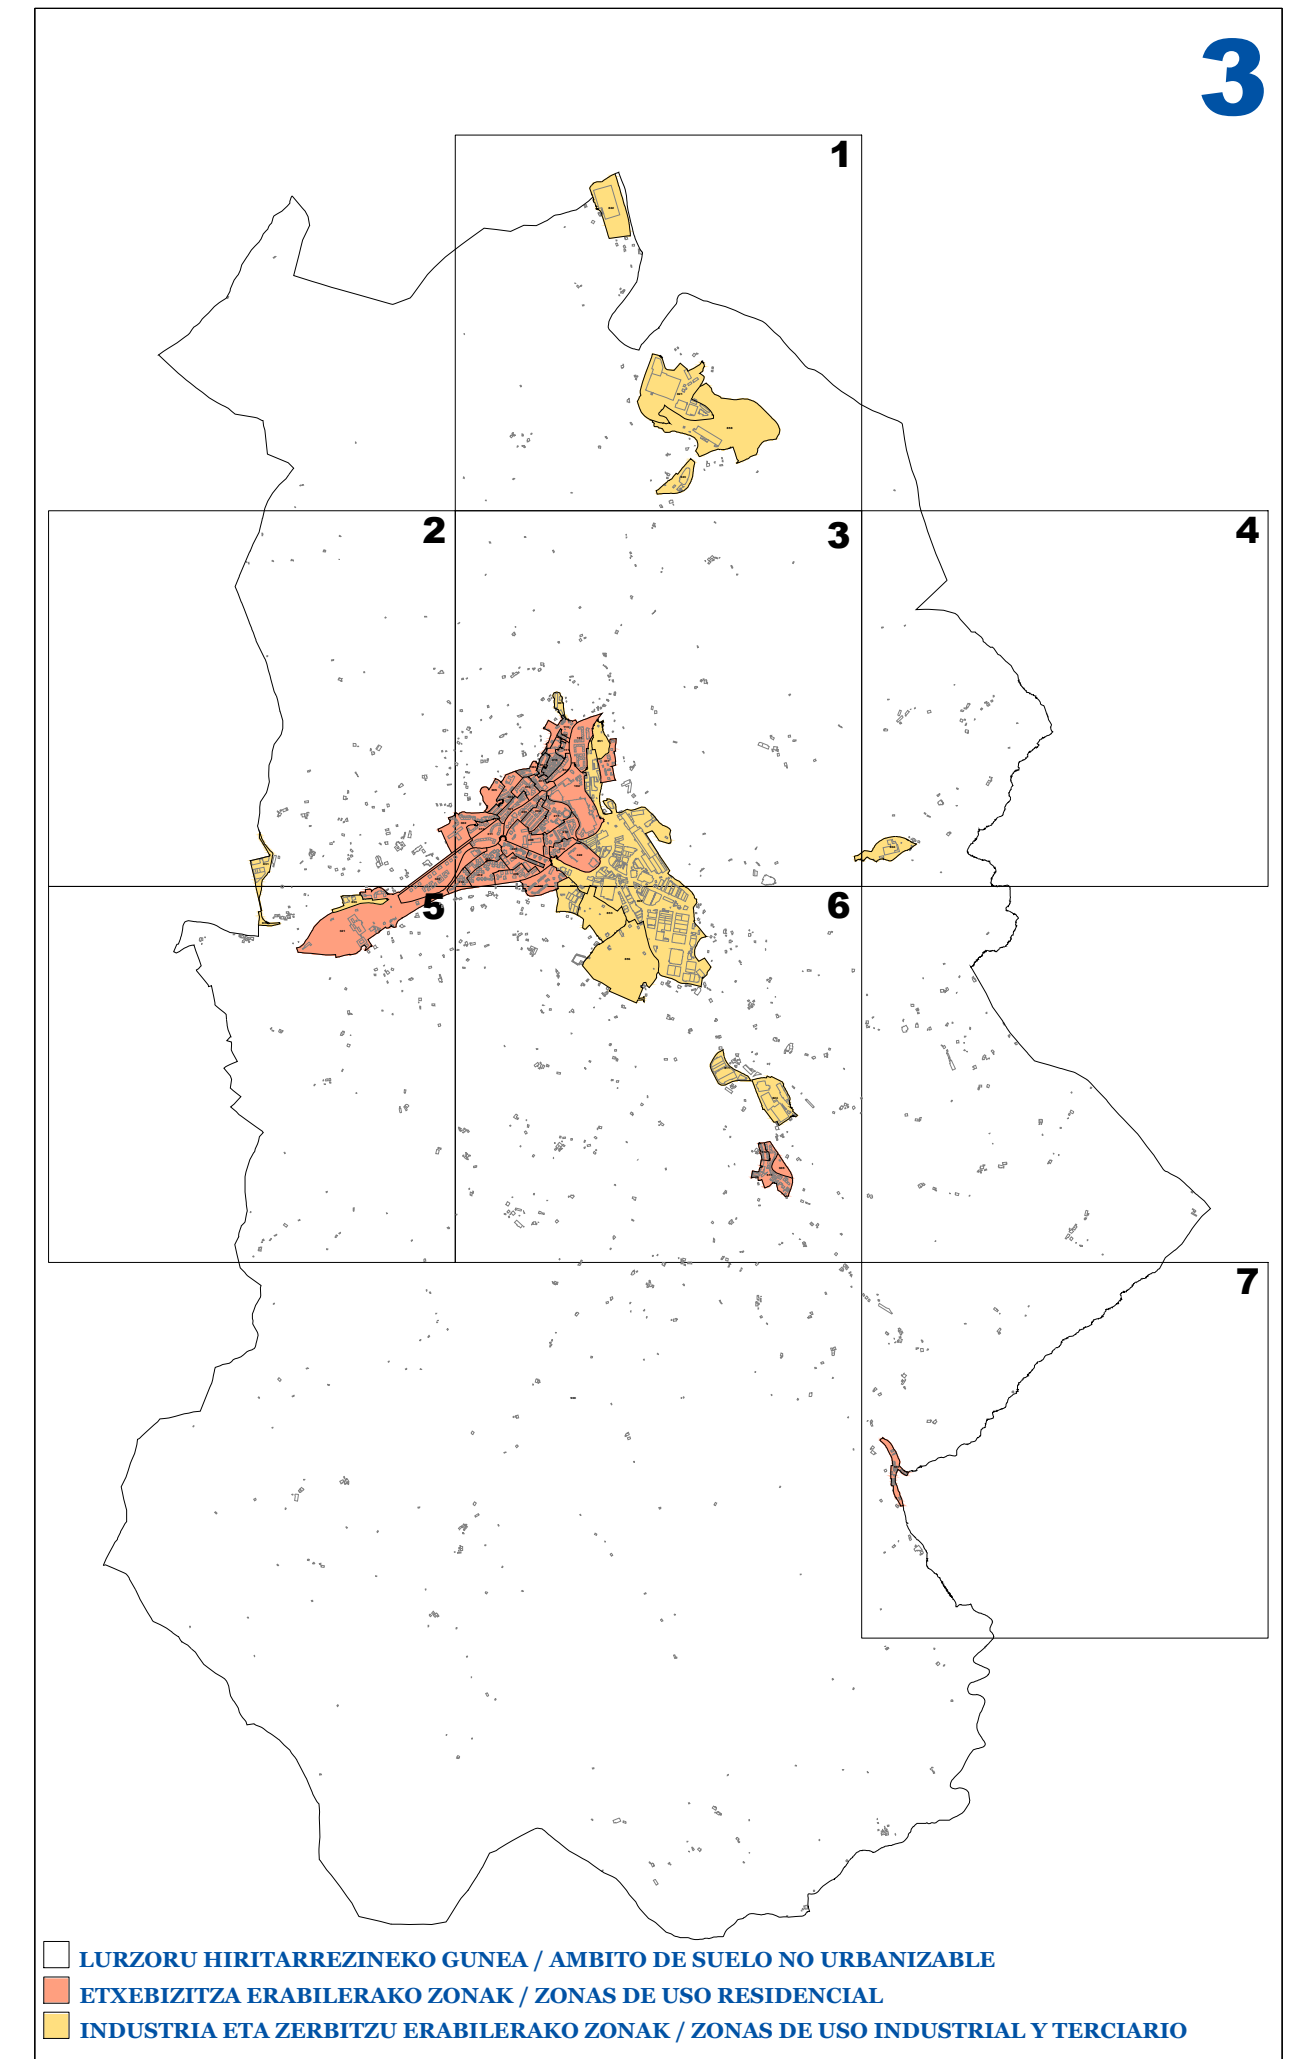 3
1
2
3
4
5
6
7
LURZORU HIRITARREZINEKO GUNEA / AMBITO DE SUELO NO URBANIZABLE
ETXEBIZITZA ERABILERAKO ZONAK / ZONAS DE USO RESIDENCIAL
INDUSTRIA ETA ZERBITZU ERABILERAKO ZONAK / ZONAS DE USO INDUSTRIAL Y TERCIARIO